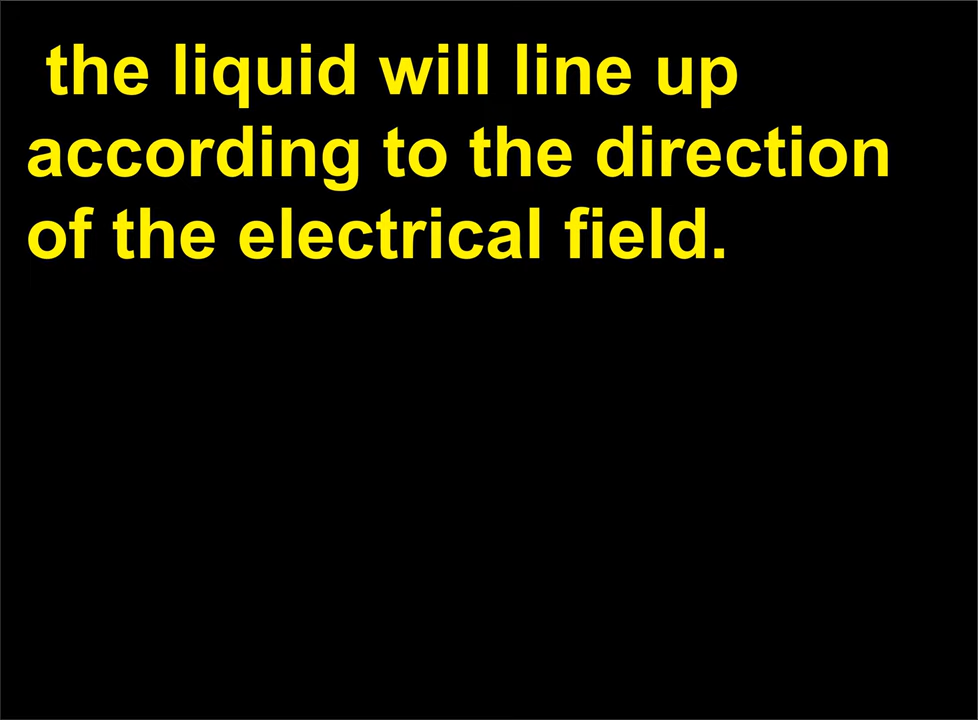 the liquid will line up
according to the direction
of the electrical field.